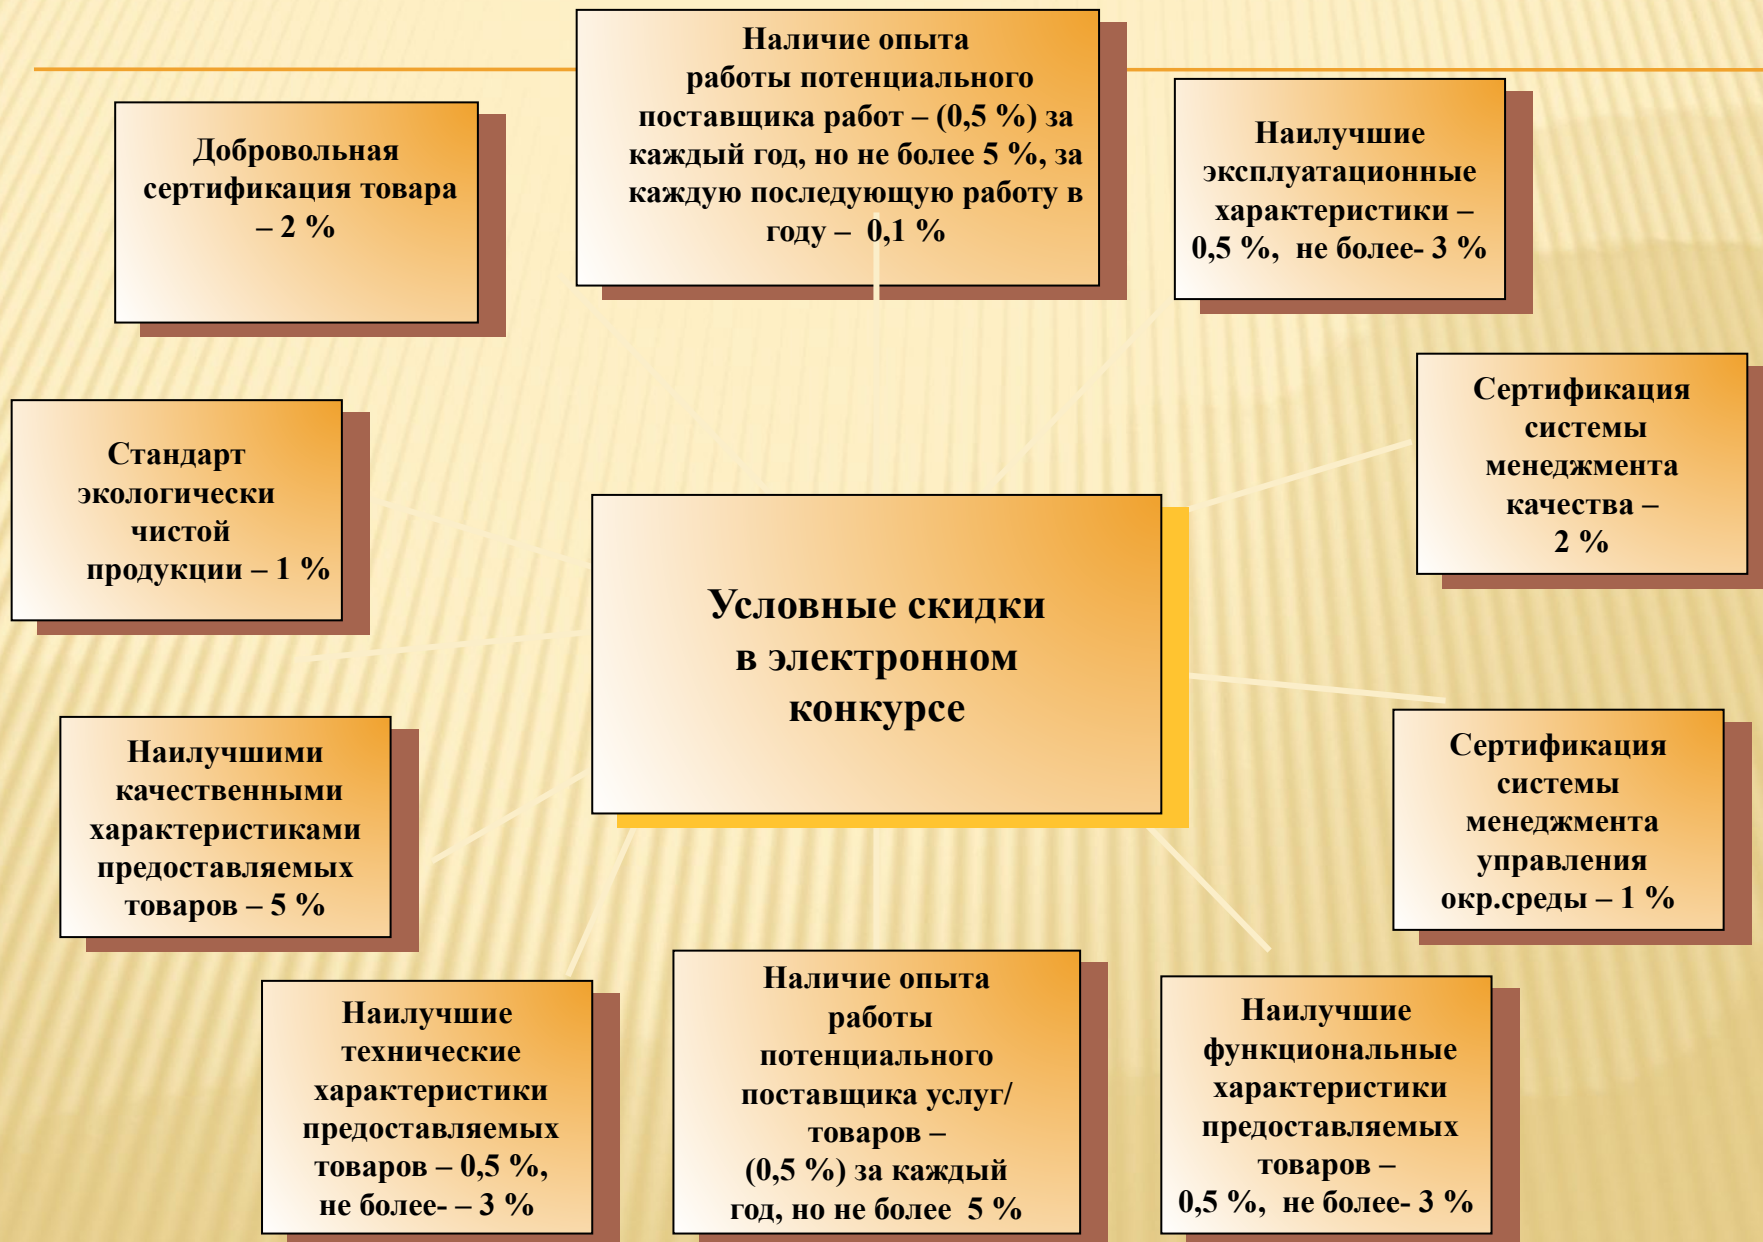 Наличие опыта
работы потенциального
поставщика работ – (0,5 %) за
каждый год, но не более 5 %, за
каждую последующую работу в
году – 0,1 %
Добровольная
сертификация товара
– 2 %
Наилучшие
эксплуатационные
характеристики –
0,5 %, не более- 3 %
Стандарт
экологически
чистой
продукции – 1 %
Сертификация
системы
менеджмента
качества –
2 %
Условные скидки
в электронном
конкурсе
Наилучшими
качественными
характеристиками
предоставляемых
товаров – 5 %
Сертификация
системы
менеджмента
управления
окр.среды – 1 %
Наилучшие
технические
характеристики
предоставляемых
товаров – 0,5 %,
не более- – 3 %
Наличие опыта
работы
потенциального
поставщика услуг/
товаров –
(0,5 %) за каждый
год, но не более 5 %
Наилучшие
функциональные
характеристики
предоставляемых
товаров –
0,5 %, не более- 3 %